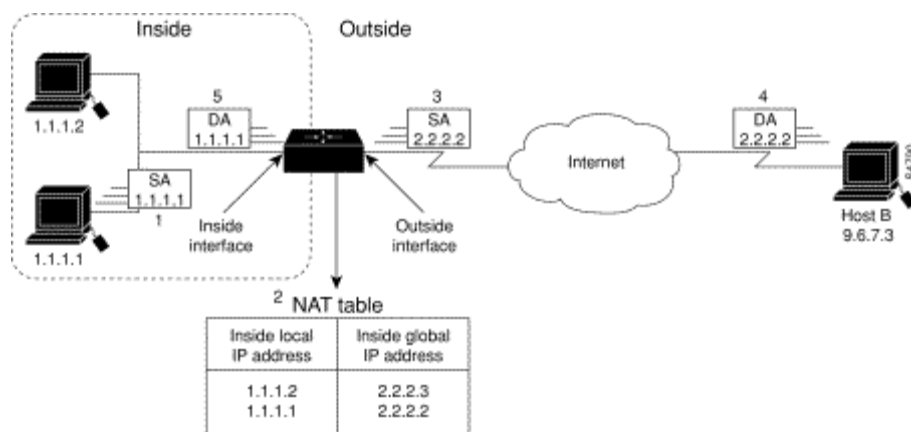 Inside
Outside
5
DA
1.1.1.1
3
SA
2.2.2.2
4
DA
2.2.2.2
1.1.1.2
Internet
SA
1.1.1.1
1
1.1.1.1
Inside
interface
Outside
interface
Host B
9.6.7.3
2
NAT table
Inside local
IP address
Inside global
IP address
1.1.1.2
2.2.2.3
1.1.1.1
2.2.2.2